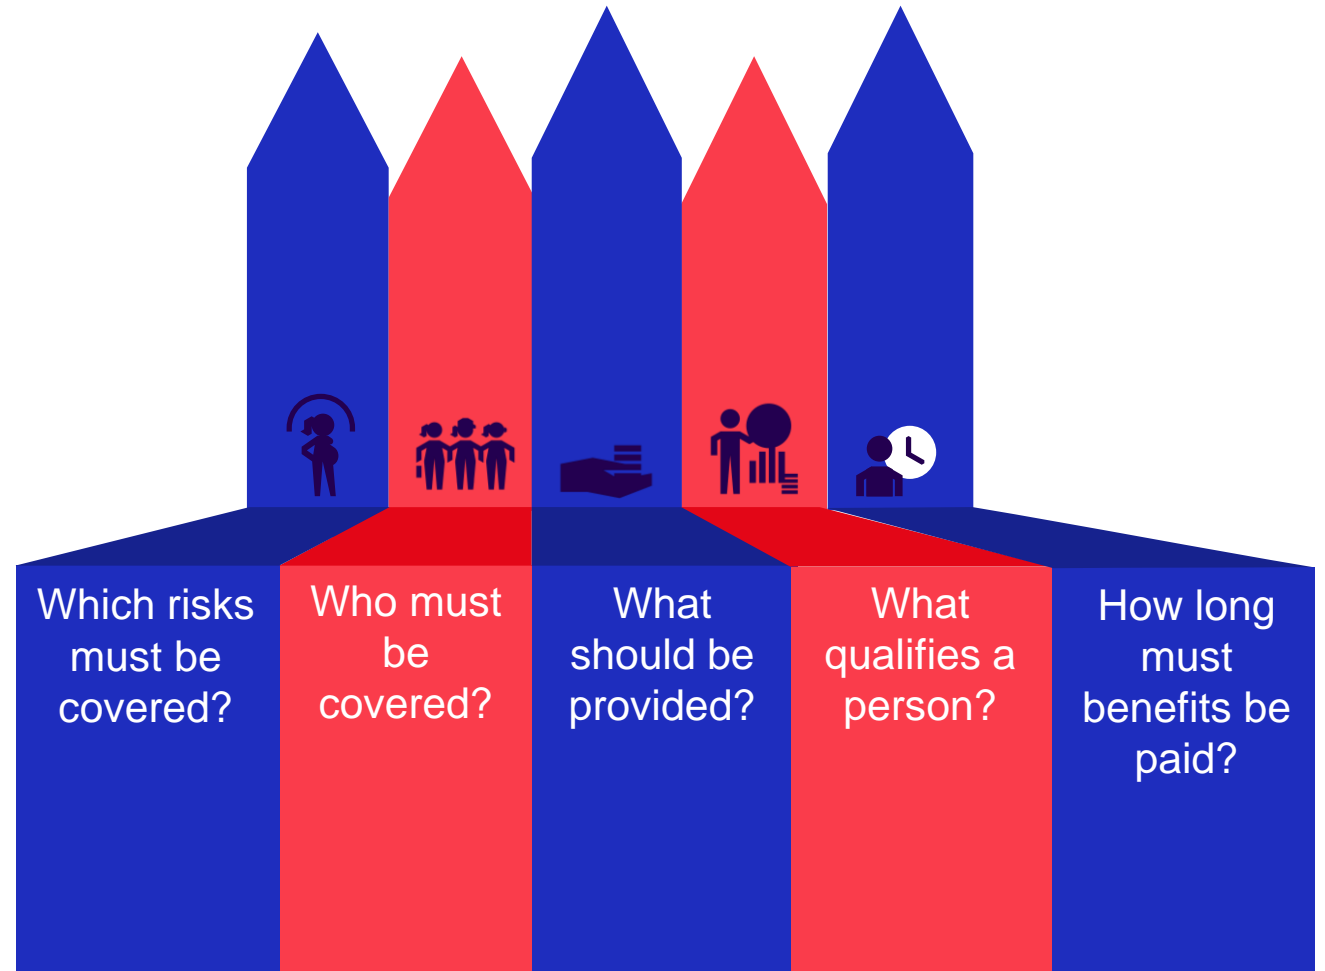 Which risks
must be
covered?
Who must
be
covered?
What
should be
provided?
What
qualifies a
person?
How long
must
benefits be
paid?